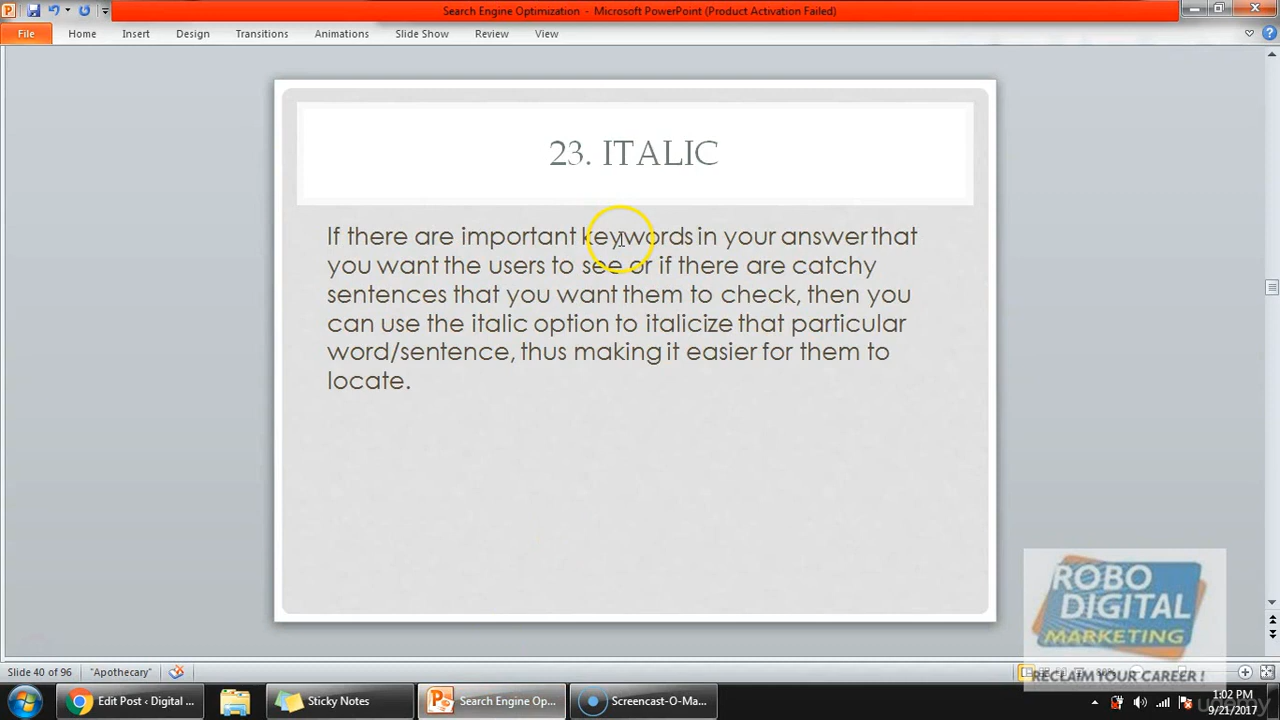 Search Engine Optimization - Microsoft PowerPoint (Product Activation Failed)
File Home Insert Design Transitions Animations Slide Show Review View
23. ITALIC
If there are important keywords in your answer that
you want the users to see or if there are catchy
sentences that you want them to check, then you
can use the italic option to italicize that particular
word/sentence, thus making it easier for them to
locate.
ROBO
DIGITAL
MARKETING
RECLAIM YOUR CAREER !
Slide 40 of 96 "Apothecary"
Edit Post ‹ Digital Sticky Notes Search Engine Op... Screencast-O-Ma... 1:02 PM
9/21/2017
udemy